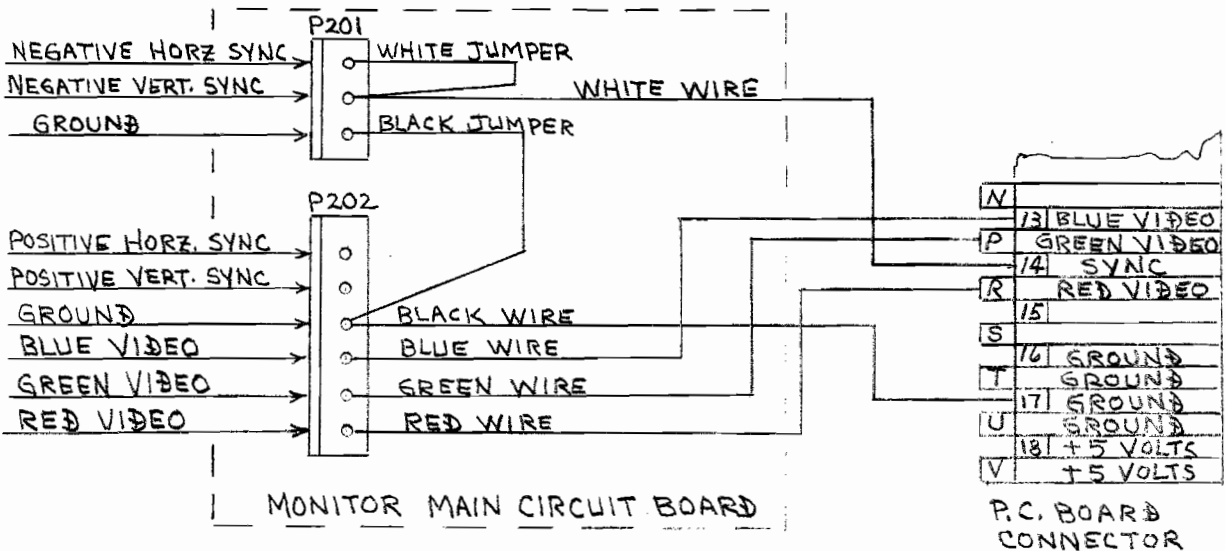 P201
NEGATIVE HORZ SYNC
WHITE JUMPER
NEGATIVE VERT. SYNC
WHITE WIRE
GROUND
BLACK JUMPER
P202
POSITIVE HORZ. SYNC
POSITIVE VERT. SYNC
GROUND
BLACK WIRE
BLUE VIDEO
BLUE WIRE
GREEN VIDEO
GREEN WIRE
RED VIDEO
RED WIRE
MONITOR MAIN CIRCUIT BOARD
N
13 BLUE VIDEO
P GREEN VIDEO
14 SYNC
R RED VIDEO
15
S
16 GROUND
T GROUND
17 GROUND
U GROUND
18 +5 VOLTS
V +5 VOLTS
P.C. BOARD
CONNECTOR